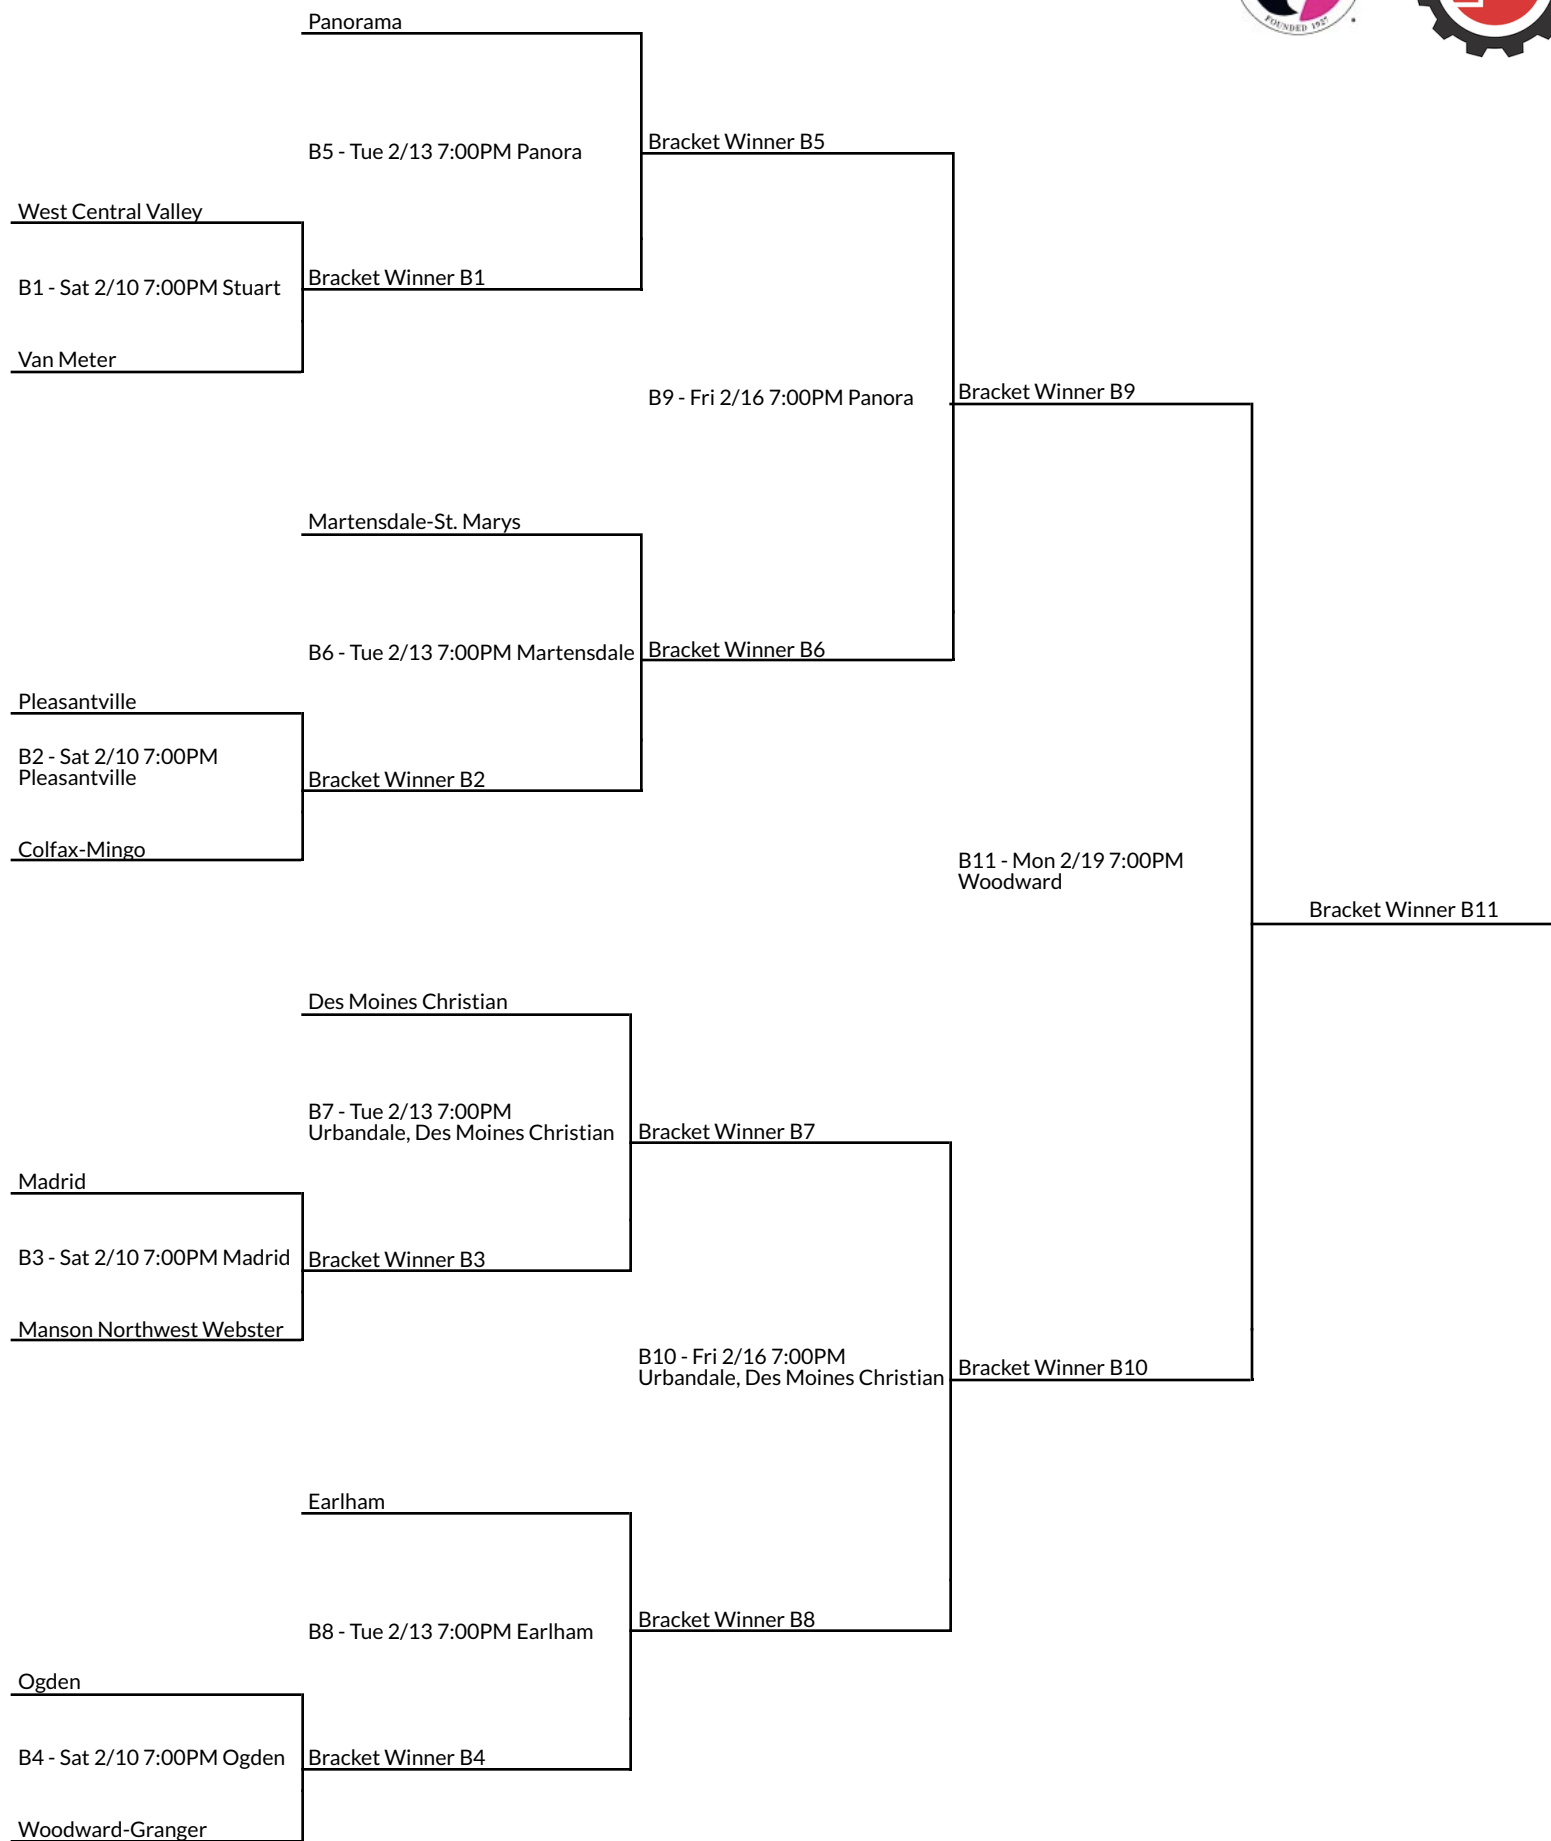 FOUNDED 1927
Panorama
B5 - Tue 2/13 7:00PM Panora
Bracket Winner B5
West Central Valley
B1 - Sat 2/10 7:00PM Stuart
Bracket Winner B1
Van Meter
B9 - Fri 2/16 7:00PM Panora
Bracket Winner B9
Martensdale-St. Marys
B6 - Tue 2/13 7:00PM Martensdale
Bracket Winner B6
Pleasantville
B2 - Sat 2/10 7:00PM
Pleasantville
Bracket Winner B2
Colfax-Mingo
B11 - Mon 2/19 7:00PM
Woodward
Bracket Winner B11
Des Moines Christian
B7 - Tue 2/13 7:00PM
Urbandale, Des Moines Christian
Bracket Winner B7
Madrid
B3 - Sat 2/10 7:00PM Madrid
Bracket Winner B3
Manson Northwest Webster
B10 - Fri 2/16 7:00PM
Urbandale, Des Moines Christian
Bracket Winner B10
Earlham
B8 - Tue 2/13 7:00PM Earlham
Bracket Winner B8
Ogden
B4 - Sat 2/10 7:00PM Ogden
Bracket Winner B4
Woodward-Granger